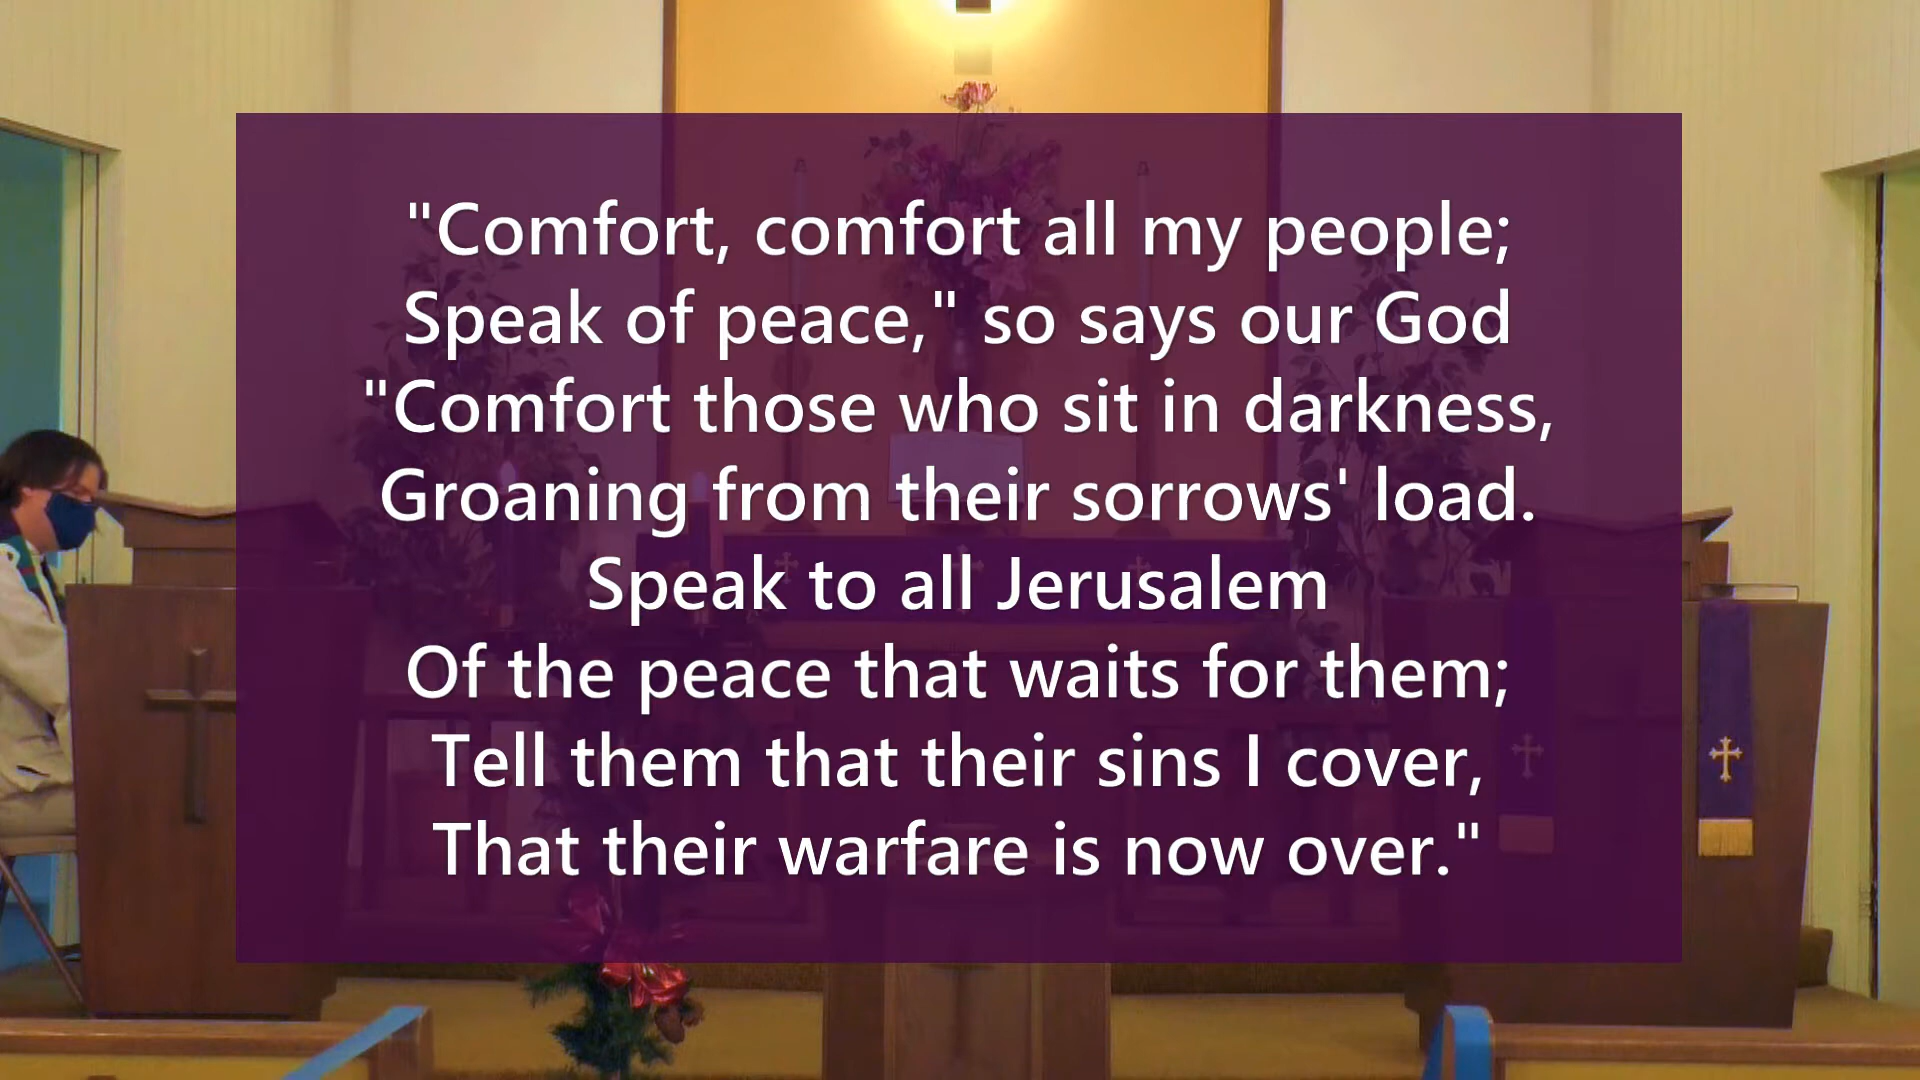 "Comfort, comfort all my people;
Speak of peace," so says our God
"Comfort those who sit in darkness,
Groaning from their sorrows' load.
Speak to all Jerusalem
Of the peace that waits for them;
Tell them that their sins I cover,
That their warfare is now over."